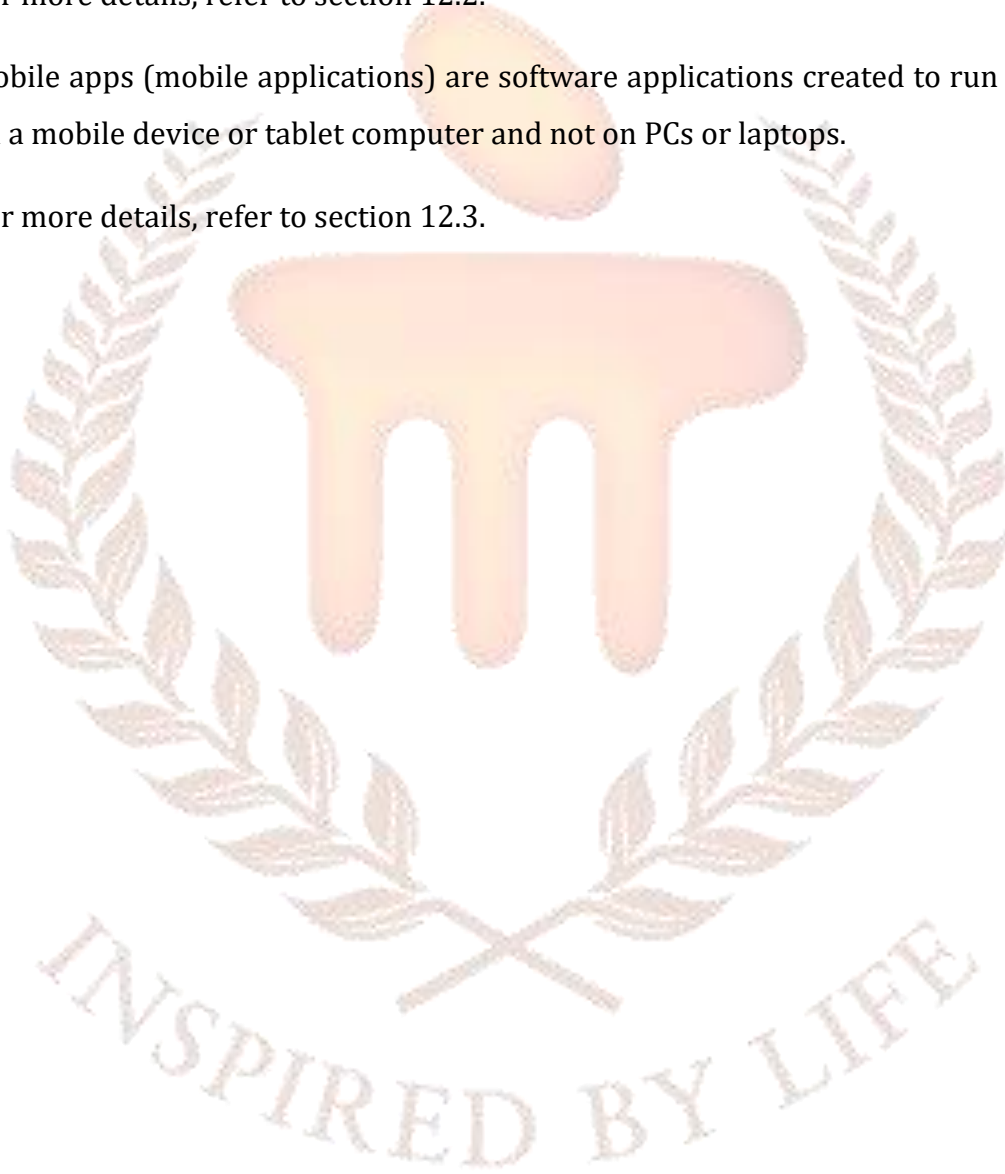 r more details, refer to section 12.2.
obile apps (mobile applications) are software applications created to run
a mobile device or tablet computer and not on PCs or laptops.
r more details, refer to section 12.3.
INSPIRED BY LIFE